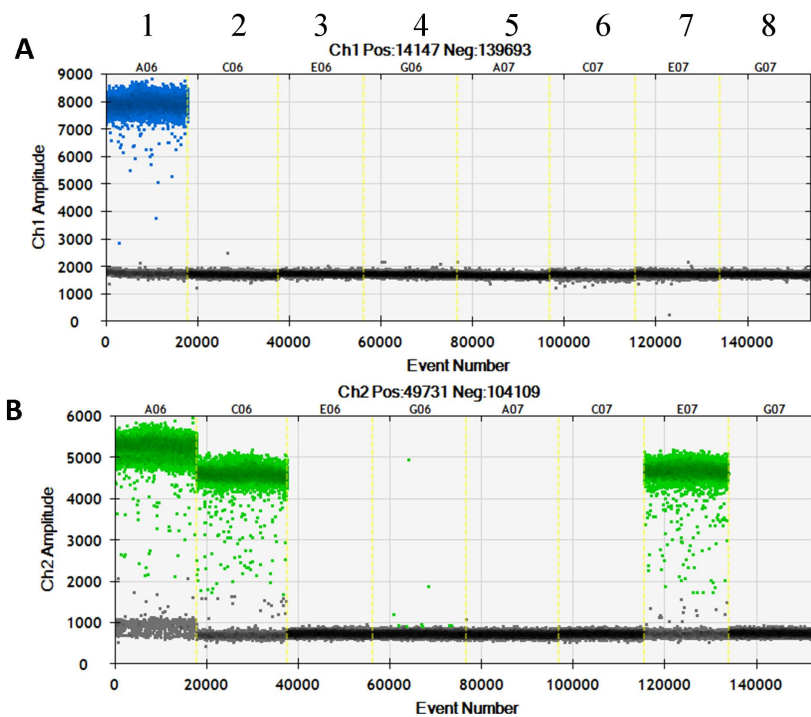 1 2 3 4 5 6 7 8
A
Ch1 Pos:14147 Neg:139693
A06 C06 E06 G06 A07 C07 E07 G07
9000
8000
7000
6000
5000
4000
3000
2000
1000
0
Ch1 Amplitude
0 20000 40000 60000 80000 100000 120000 140000
Event Number
B
Ch2 Pos:49731 Neg:104109
A06 C06 E06 G06 A07 C07 E07 G07
6000
5000
4000
3000
2000
1000
0
Ch2 Amplitude
0 20000 40000 60000 80000 100000 120000 140000
Event Number